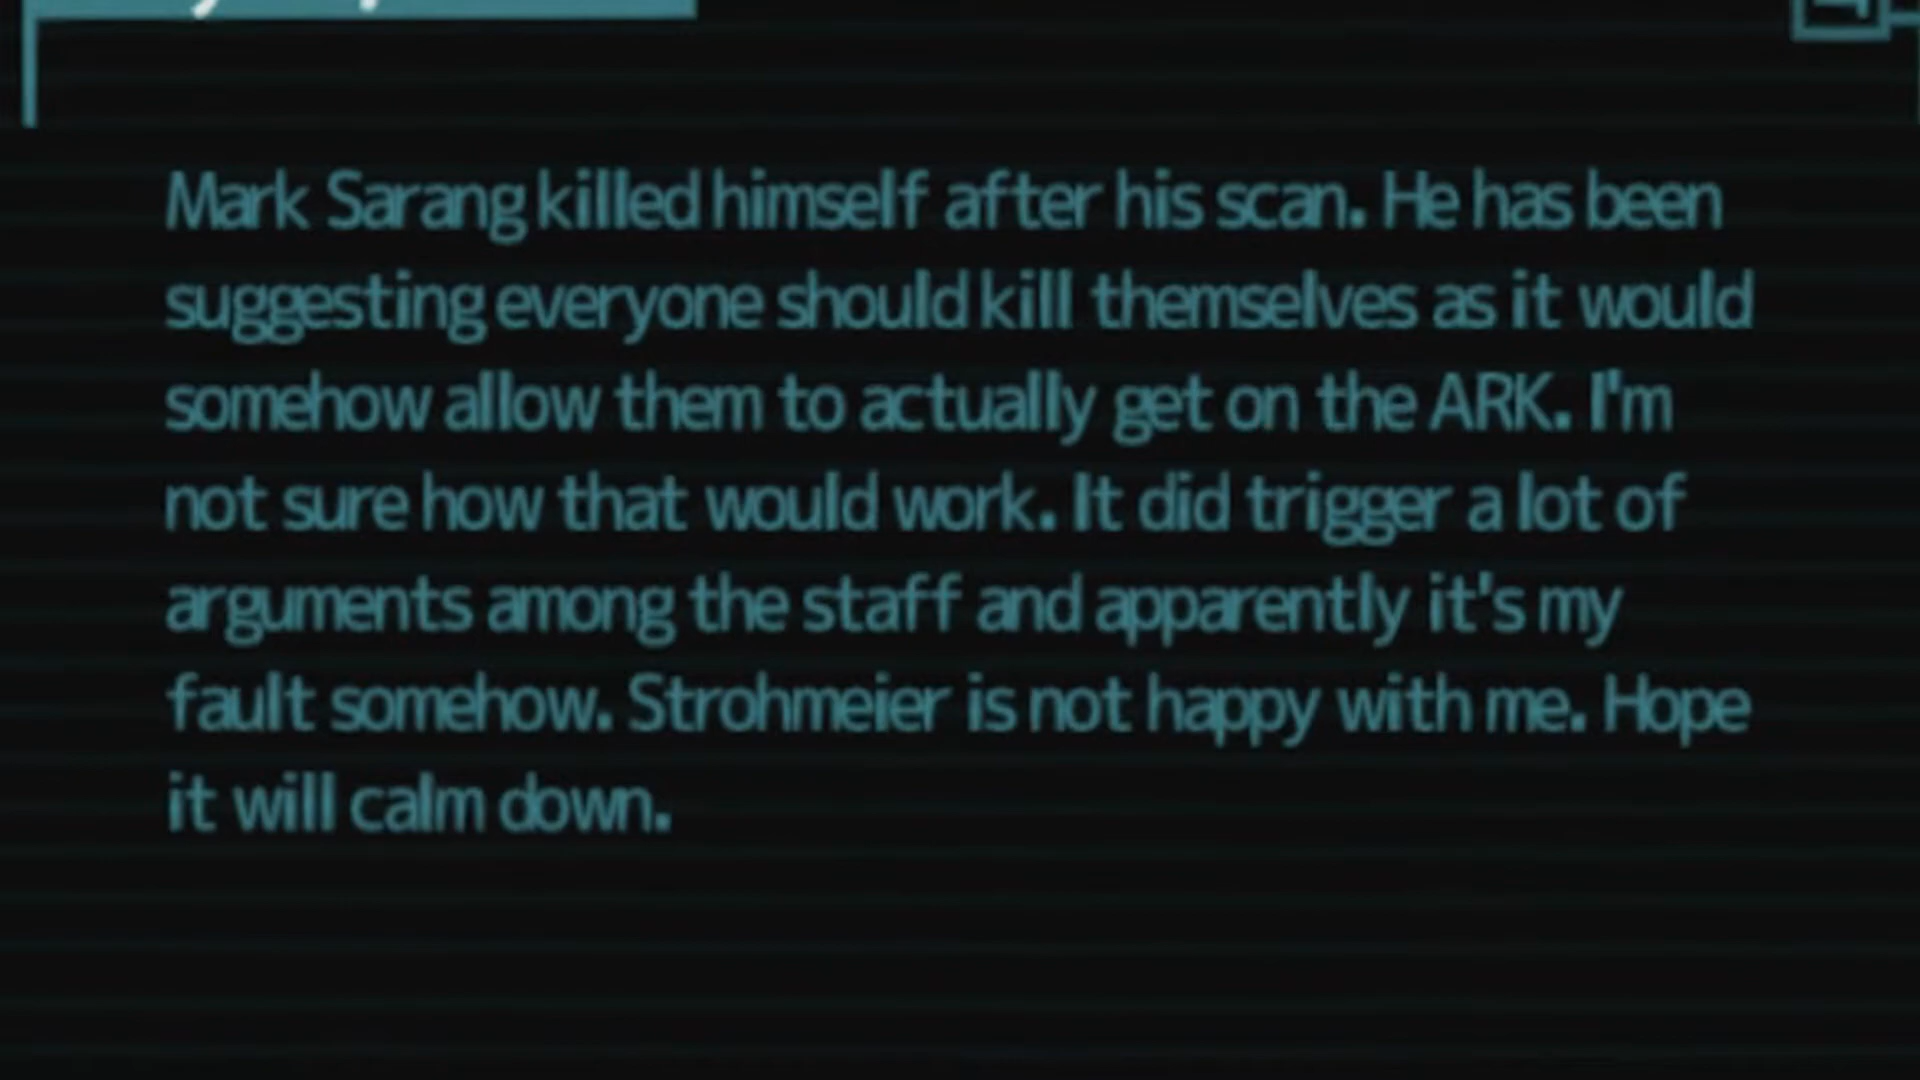 Mark Sarang killed himself after his scan. He has been
suggesting everyone should kill themselves as it would
somehow allow them to actually get on the ARK. I'm
not sure how that would work. It did trigger a lot of
arguments among the staff and apparently it's my
fault somehow. Strohmeier is not happy with me. Hope
it will calm down.